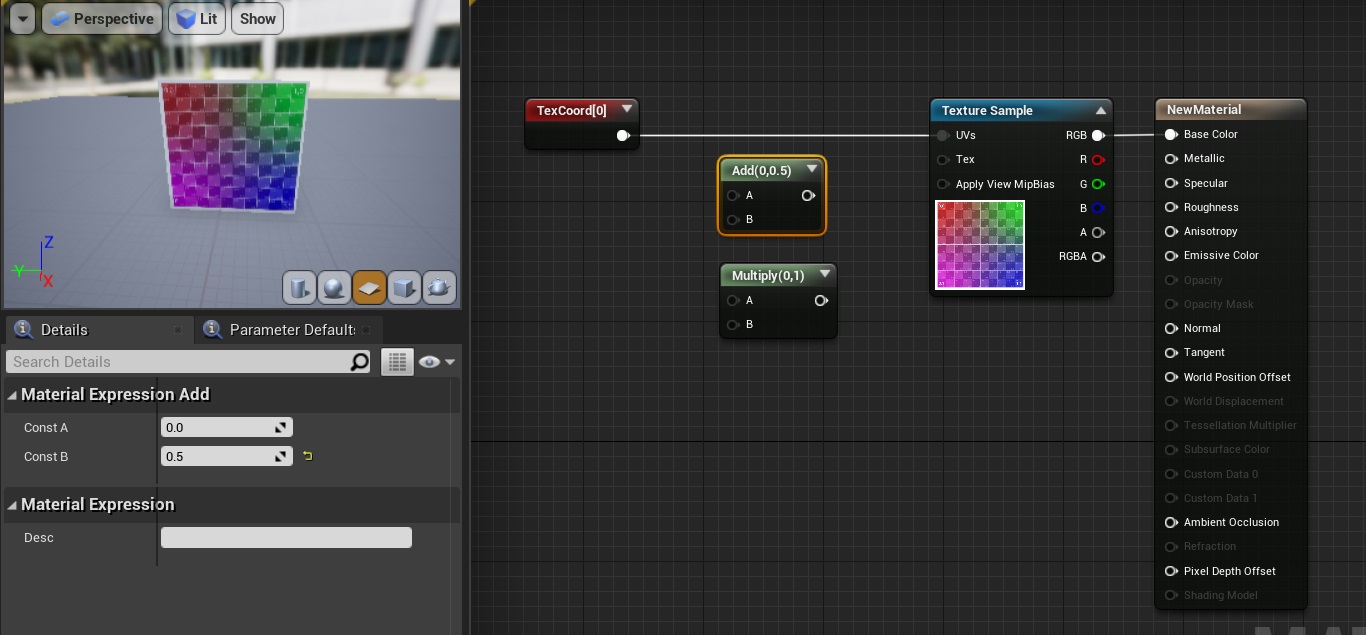 Perspective
Lit
Show
Z
Y
X
Details
Parameter Default
Search Details
Material Expression Add
Const A
0.0
Const B
0.5
Material Expression
Desc
TexCoord[0]
Add(0,0.5)
A
B
Multiply(0,1)
A
B
Texture Sample
UVs
RGB
Tex
R
Apply View MipBias
G
B
A
RGBA
NewMaterial
Base Color
Metallic
Specular
Roughness
Anisotropy
Emissive Color
Opacity
Opacity Mask
Normal
Tangent
World Position Offset
World Displacement
Tessellation Multiplier
Subsurface Color
Custom Data 0
Custom Data 1
Ambient Occlusion
Refraction
Pixel Depth Offset
Shading Model